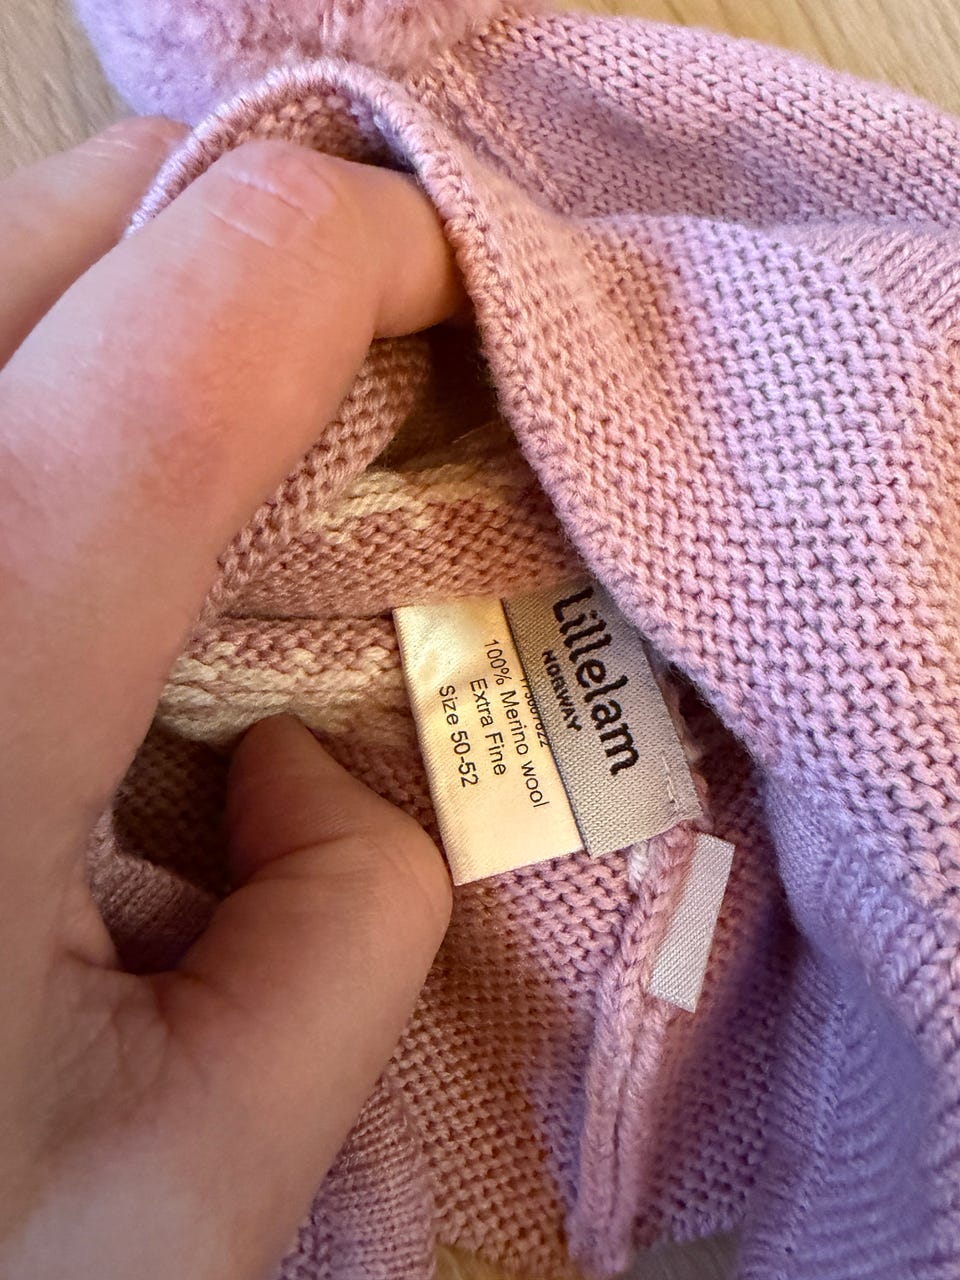 Lillelam
NORWAY
100% Merino wool
Extra Fine
Size 50-52